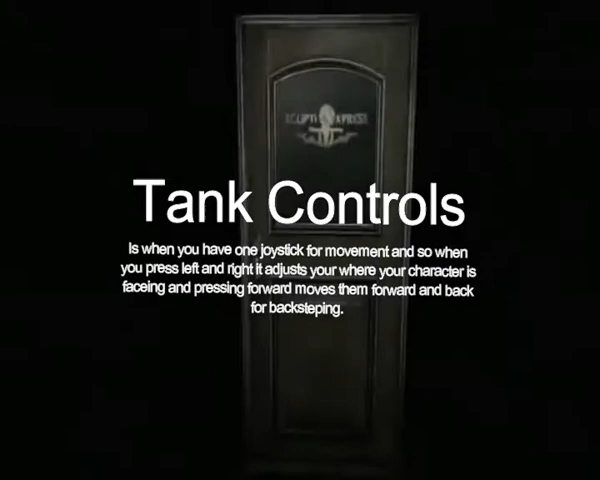 Tank Controls
Is when you have one joystick for movement and so when
you press left and right it adjusts your where your character is
faceing and pressing forward moves them forward and back
for backsteping.